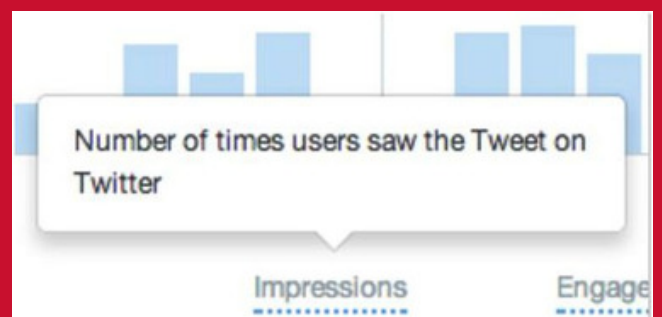 Number of times users saw the Tweet on
Twitter
Impressions
Engage